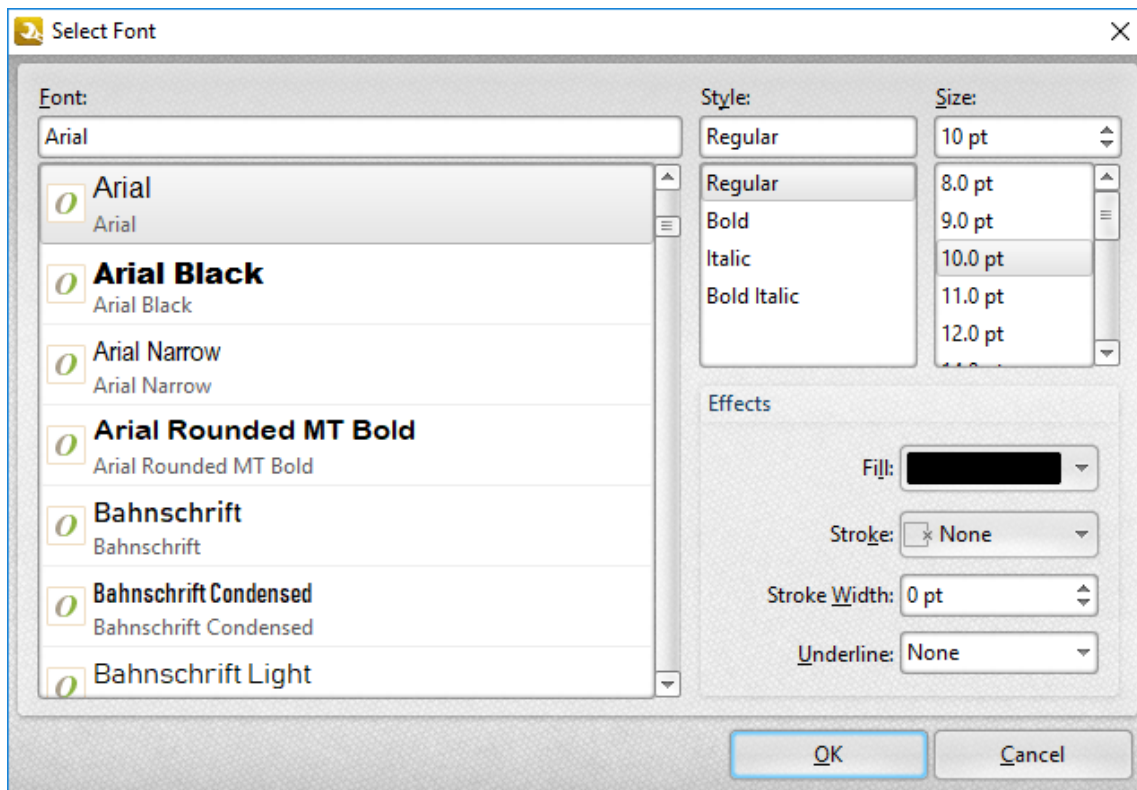 Select Font
Font:
Arial
Arial
Arial
Arial Black
Arial Black
Arial Narrow
Arial Narrow
Arial Rounded MT Bold
Arial Rounded MT Bold
Bahnschrift
Bahnschrift
Bahnschrift Condensed
Bahnschrift Condensed
Bahnschrift Light
Style:
Regular
Regular
Bold
Italic
Bold Italic
Size:
10 pt
8.0 pt
9.0 pt
10.0 pt
11.0 pt
12.0 pt
Effects
Fill:
Stroke: None
Stroke Width: 0 pt
Underline: None
OK Cancel